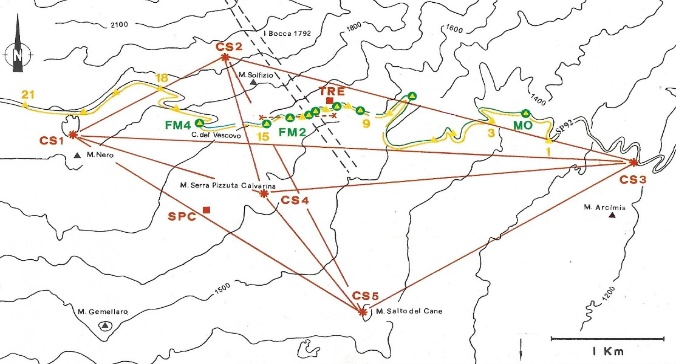 2100
I Bocca 1792
1800
1600
CS2
M. Solfizio
21
18
TRE
1400
FM4
C. del Vescovo
15
FM2
9
3
MO
SP92
1
CS1
M. Nero
CS3
M. Serra Pizzuta Calvarina
CS4
SPC
M. Arcimis
1500
1200
CS5
M. Gemellaro
M. Salto del Cane
N
1 Km